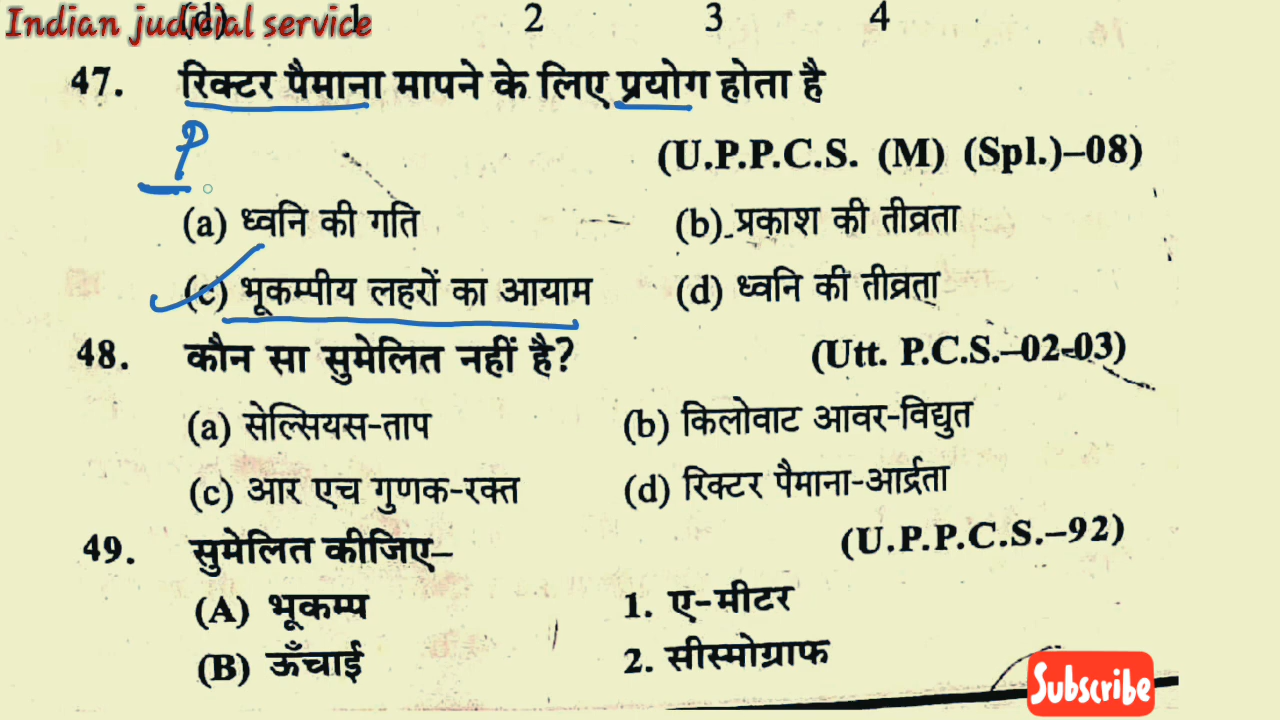 Indian judicial service
(d) 1 2 3 4
47. रिक्टर पैमाना मापने के लिए प्रयोग होता है
(U.P.P.C.S. (M) (Spl.)–08)
P
(a) ध्वनि की गति (b) प्रकाश की तीव्रता
(c) भूकम्पीय लहरों का आयाम (d) ध्वनि की तीव्रता
48. कौन सा सुमेलित नहीं है? (Utt. P.C.S.–02-03)
(a) सेल्सियस-ताप (b) किलोवाट आवर-विद्युत
(c) आर एच गुणक-रक्त (d) रिक्टर पैमाना-आर्द्रता
49. सुमेलित कीजिए– (U.P.P.C.S.–92)
(A) भूकम्प 1. ए-मीटर
(B) ऊँचाई 2. सीस्मोग्राफ
Subscribe